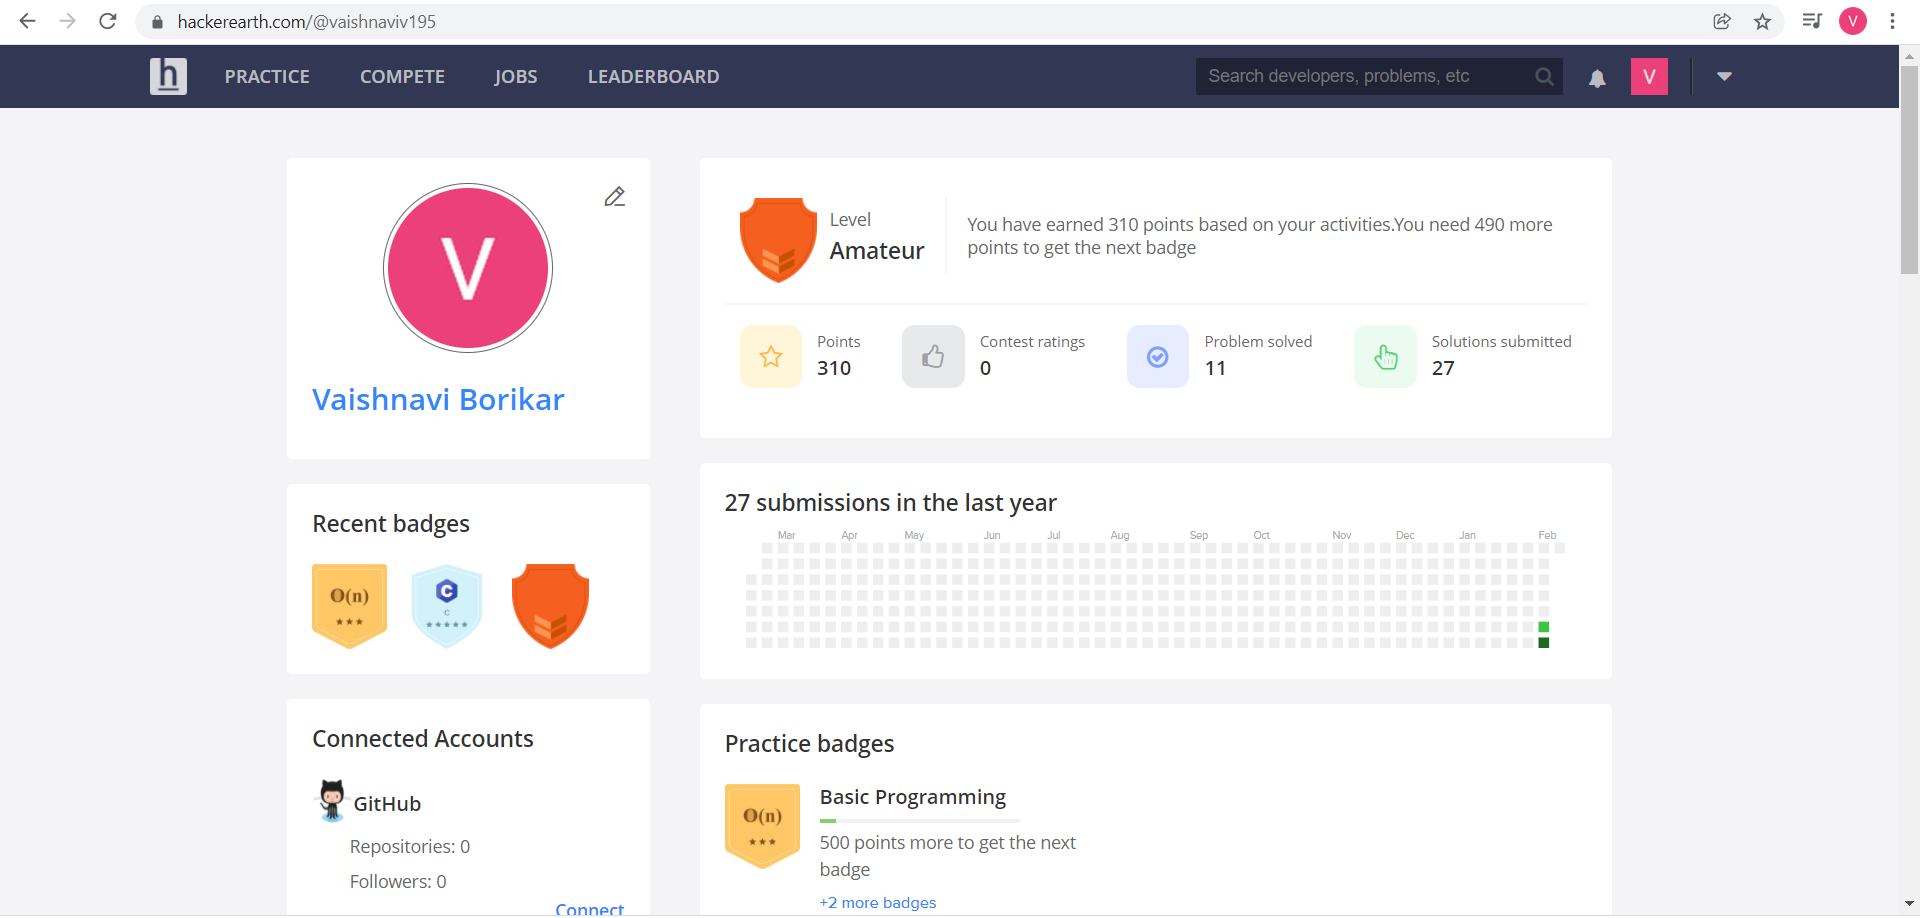 hackerearth.com/@vaishnaviv195
V
h
PRACTICE
COMPETE
JOBS
LEADERBOARD
Search developers, problems, etc
V
V
Vaishnavi Borikar
Level
Amateur
You have earned 310 points based on your activities.You need 490 more
points to get the next badge
Points
310
Contest ratings
0
Problem solved
11
Solutions submitted
27
Recent badges
O(n)
C
C
27 submissions in the last year
Mar Apr May Jun Jul Aug Sep Oct Nov Dec Jan Feb
Connected Accounts
GitHub
Repositories: 0
Followers: 0
Connect
Practice badges
O(n)
Basic Programming
500 points more to get the next
badge
+2 more badges